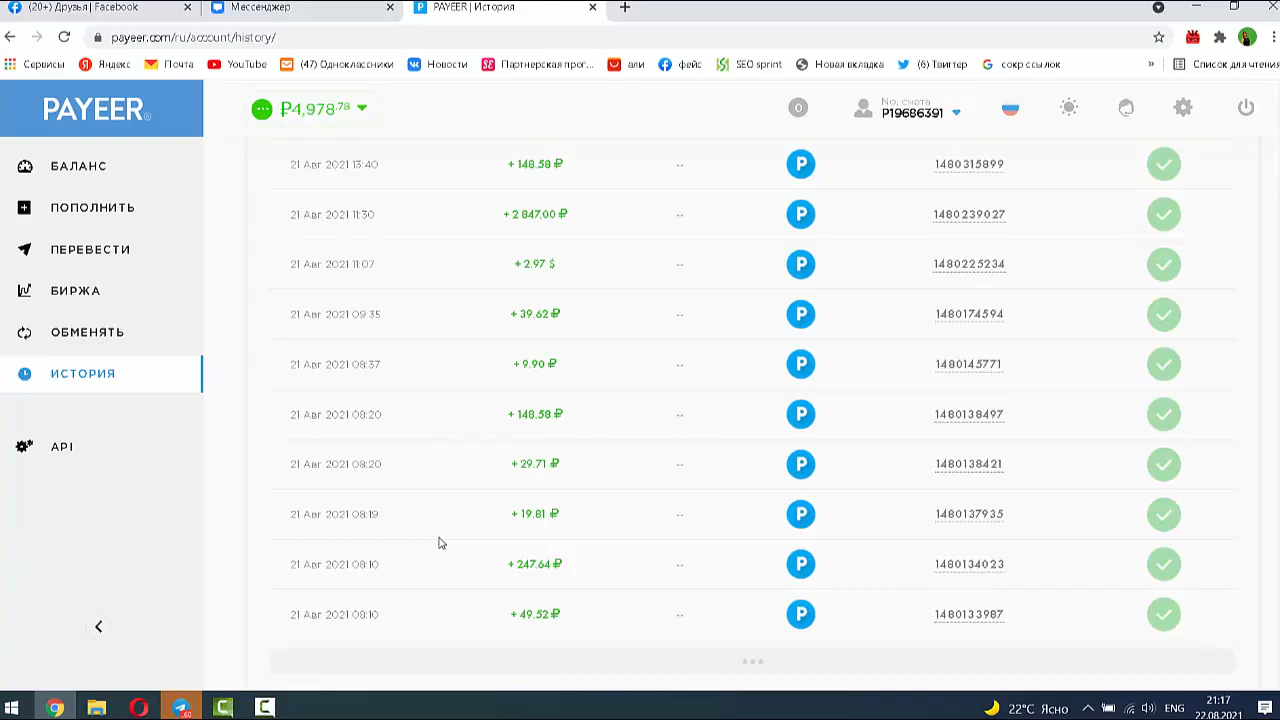 (20+) Друзья | Facebook
Мессенджер
PAYEER | История
payeer.com/ru/account/history/
Сервисы
Яндекс
Почта
YouTube
(47) Одноклассники
Новости
Партнерская прог...
али
фейс
SEO sprint
Новая вкладка
(6) Твиттер
сокр ссылок
»
Список для чтения
PAYEER®
₽4,978.78
0
No. счета
P19686391
БАЛАНС
ПОПОЛНИТЬ
ПЕРЕВЕСТИ
БИРЖА
ОБМЕНЯТЬ
ИСТОРИЯ
API
21 Авг 2021 13:40 + 148.58 ₽ -- P 1480315899
21 Авг 2021 11:30 + 2 847.00 ₽ -- P 1480239027
21 Авг 2021 11:07 + 2.97 $ -- P 1480225234
21 Авг 2021 09:35 + 39.62 ₽ -- P 1480174594
21 Авг 2021 08:37 + 9.90 ₽ -- P 1480145771
21 Авг 2021 08:20 + 148.58 ₽ -- P 1480138497
21 Авг 2021 08:20 + 29.71 ₽ -- P 1480138421
21 Авг 2021 08:19 + 19.81 ₽ -- P 1480137935
21 Авг 2021 08:10 + 247.64 ₽ -- P 1480134023
21 Авг 2021 08:10 + 49.52 ₽ -- P 1480133987
22°C Ясно
ENG
21:17
22.08.2021